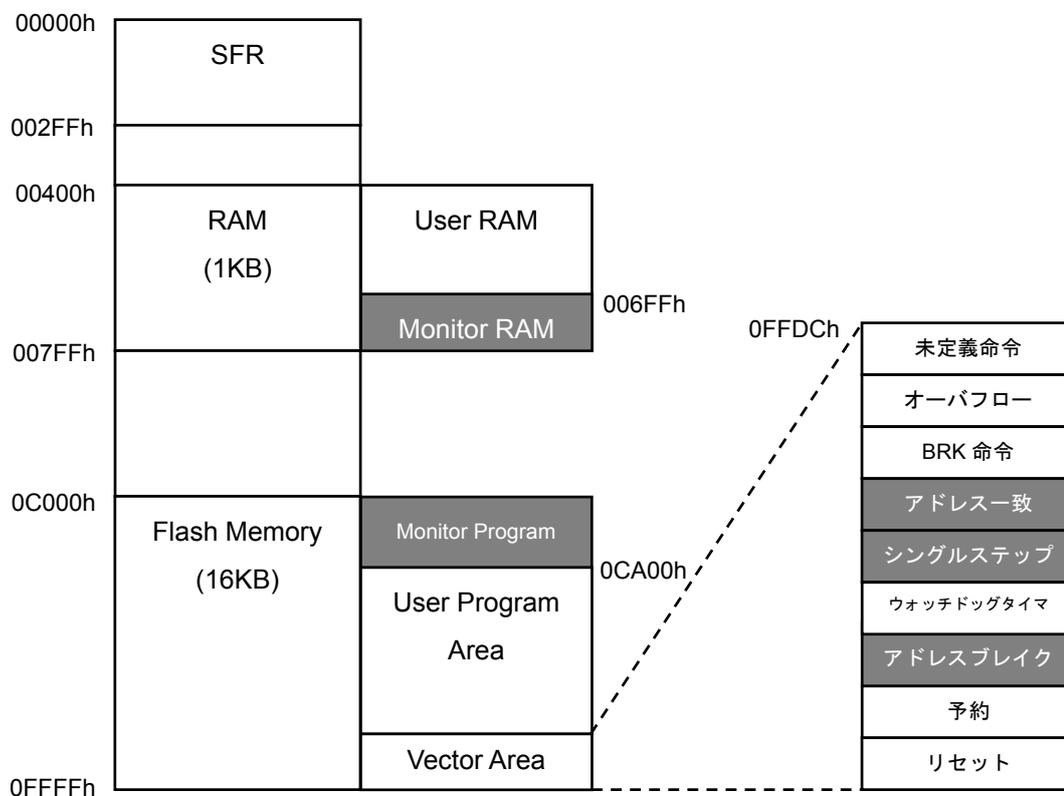 00000h
SFR
002FFh
00400h
RAM
(1KB)
User RAM
006FFh
Monitor RAM
007FFh
0C000h
Flash Memory
(16KB)
Monitor Program
0CA00h
User Program
Area
Vector Area
0FFFFh
0FFDCh
未定義命令
オーバフロー
BRK 命令
アドレス一致
シングルステップ
ウォッチドッグタイマ
アドレスブレイク
予約
リセット